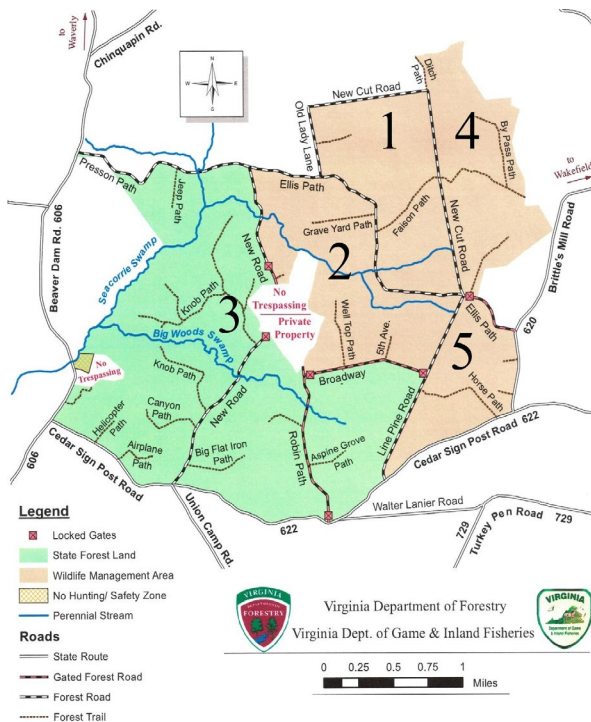 to
Waverly
Chinquapin Rd.
N
W
E
S
Ditch
Path
New Cut Road
Old Lady Lane
1
4
By Pass Path
to
Wakefield
Presson Path
Jeep Path
Ellis Path
Faison Path
New Cut Road
Brittle's Mill Road
Beaver Dam Rd. 606
Seacorrie Swamp
Grave Yard Path
New Road
2
Knob Path
3
No
Trespassing
Private
Property
Well Top Path
5th Ave.
Ellis Path
620
Big Woods Swamp
No
Trespassing
Knob Path
New Road
Broadway
5
Horse Path
Canyon
Path
Helicopter
Path
Airplane
Path
Big Flat Iron
Path
Robin Path
Aspine Grove
Path
Line Pine Road
Cedar Sign Post Road
622
606
Cedar Sign Post Road
Union Camp Rd.
622
Walter Lanier Road
729
Turkey Pen Road
729
Legend
Locked Gates
State Forest Land
Wildlife Management Area
No Hunting/ Safety Zone
Perennial Stream
Roads
State Route
Gated Forest Road
Forest Road
Forest Trail
VIRGINIA
DEPARTMENT OF
FORESTRY
Virginia Department of Forestry
Virginia Dept. of Game & Inland Fisheries
VIRGINIA
Department of Game
& Inland Fisheries
0 0.25 0.5 0.75 1
Miles